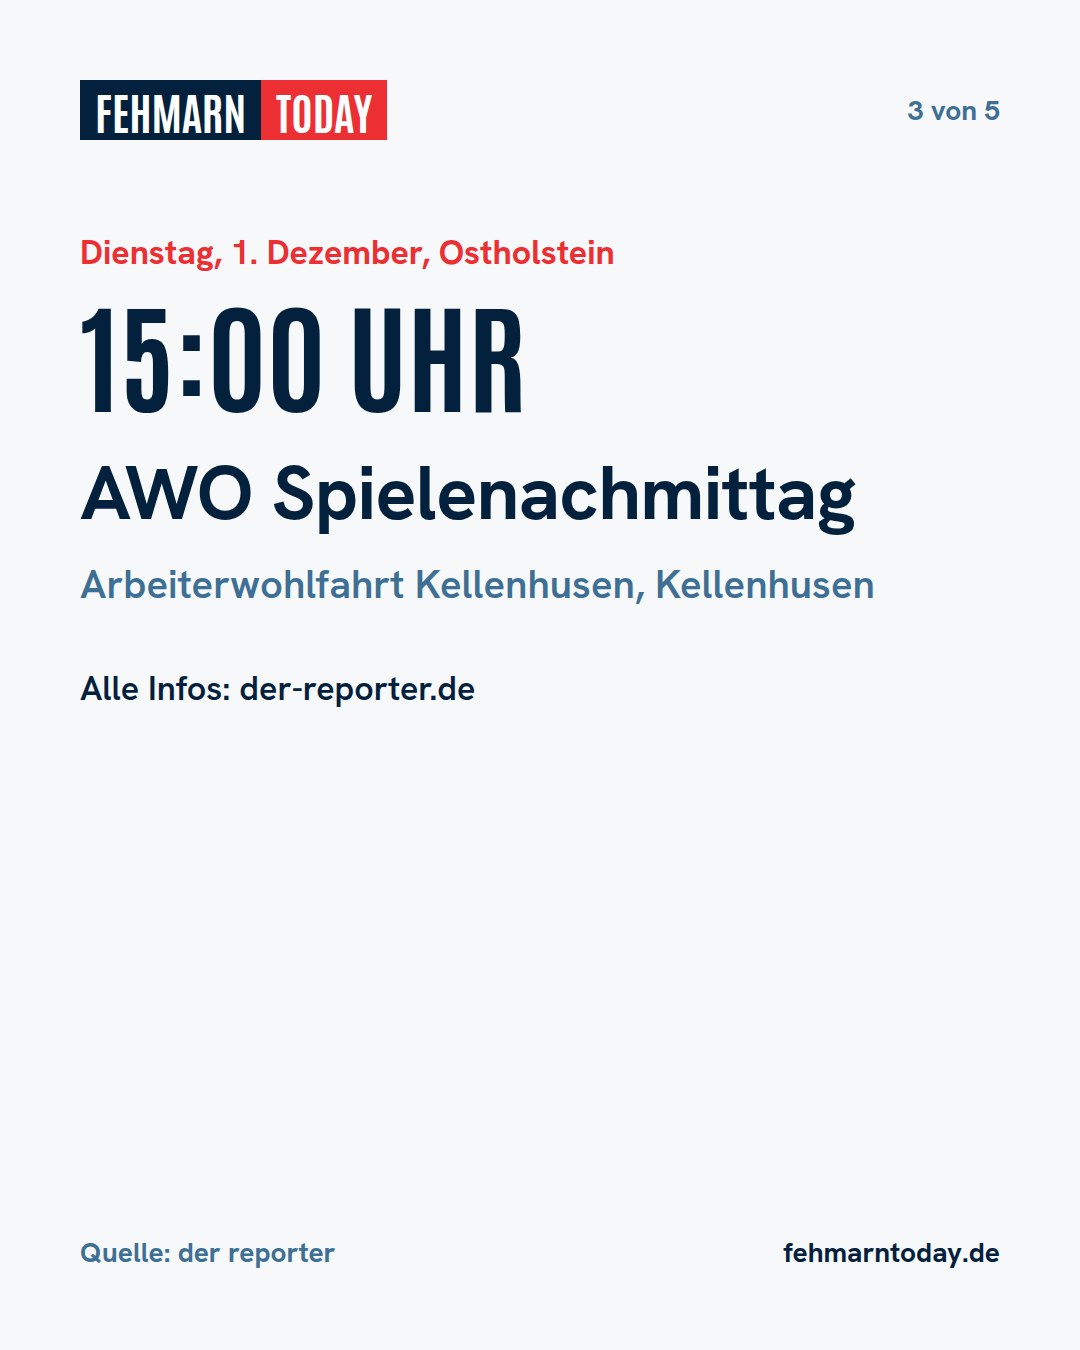 FEHMARN TODAY
3 von 5
Dienstag, 1. Dezember, Ostholstein
15:00 UHR
AWO Spielenachmittag
Arbeiterwohlfahrt Kellenhusen, Kellenhusen
Alle Infos: der-reporter.de
Quelle: der reporter
fehmarntoday.de